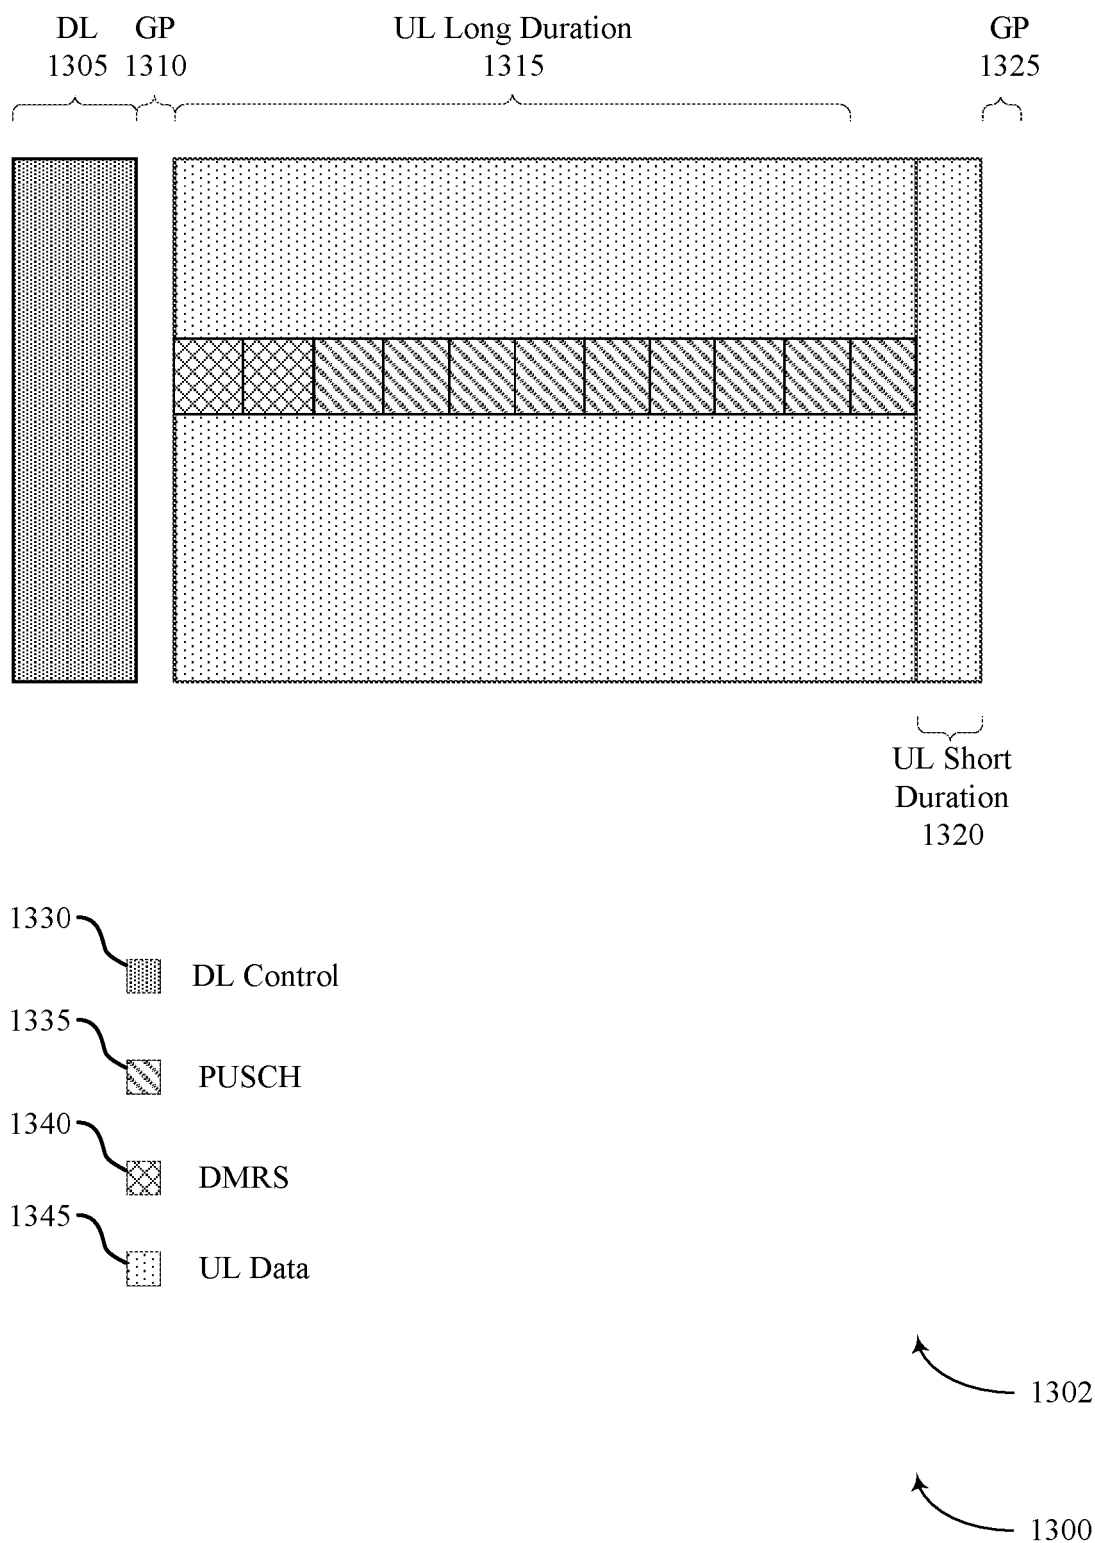 DL GP UL Long Duration GP
1305 1310 1315 1325
UL Short
Duration
1320
1330
DL Control
1335
PUSCH
1340
DMRS
1345
UL Data
1302
1300